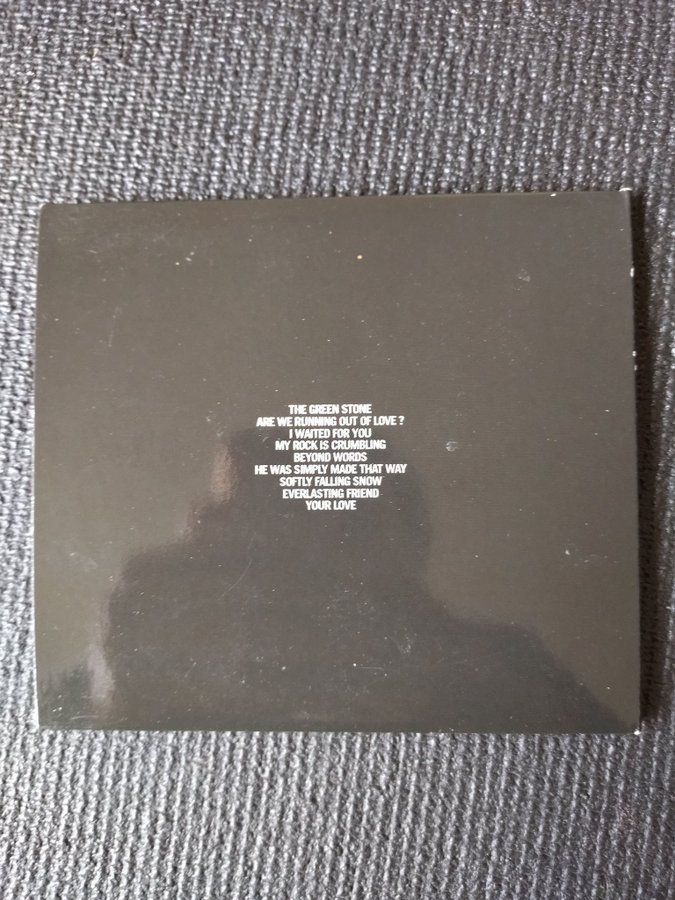 THE GREEN STONE
ARE WE RUNNING OUT OF LOVE ?
I WAITED FOR YOU
MY ROCK IS CRUMBLING
BEYOND WORDS
HE WAS SIMPLY MADE THAT WAY
SOFTLY FALLING SNOW
EVERLASTING FRIEND
YOUR LOVE